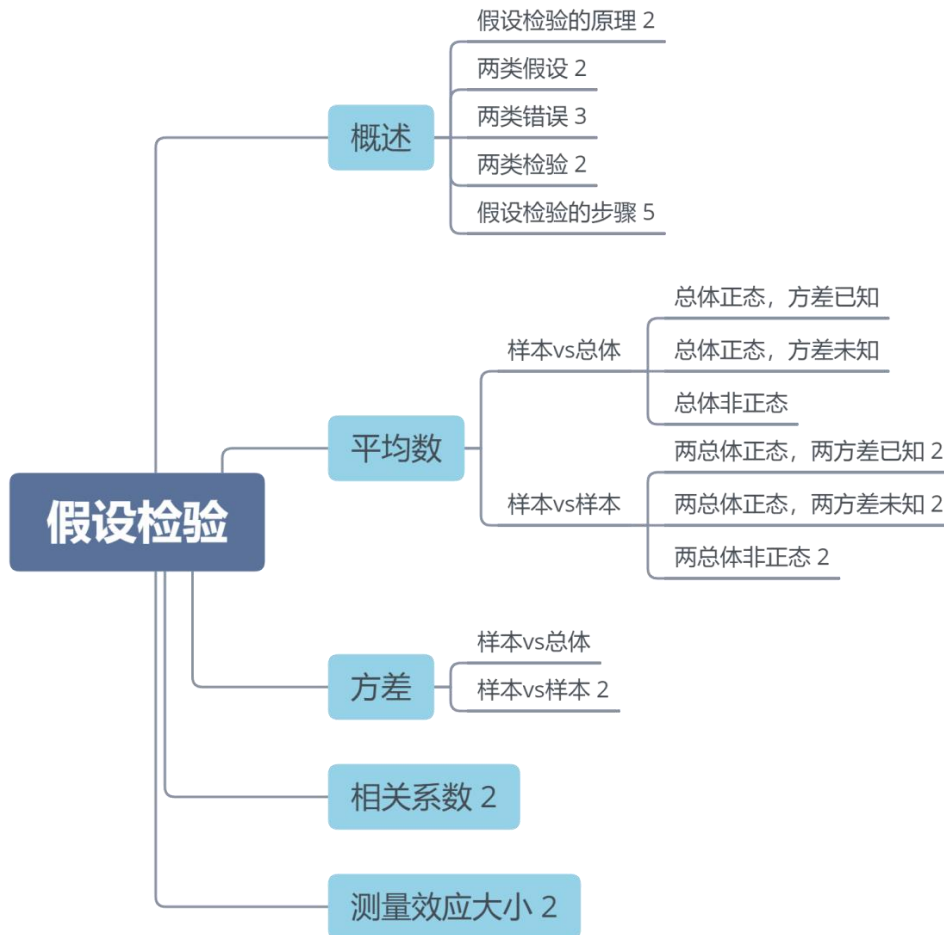 假设检验
概述
假设检验的原理 2
两类假设 2
两类错误 3
两类检验 2
假设检验的步骤 5
平均数
样本vs总体
总体正态，方差已知
总体正态，方差未知
总体非正态
样本vs样本
两总体正态，两方差已知 2
两总体正态，两方差未知 2
两总体非正态 2
方差
样本vs总体
样本vs样本 2
相关系数 2
测量效应大小 2